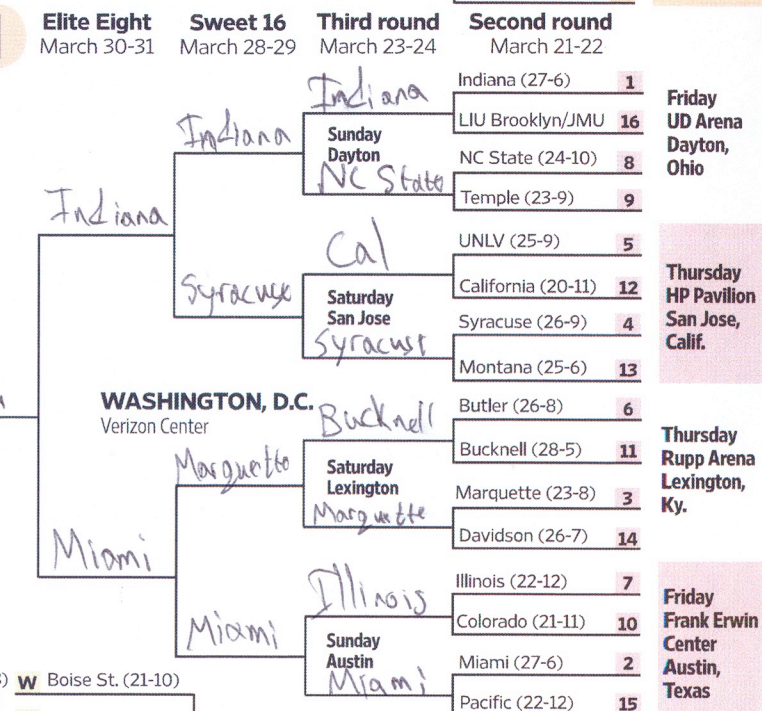 Elite Eight
March 30-31
Sweet 16
March 28-29
Third round
March 23-24
Second round
March 21-22
Indiana
Indiana (27-6) 1
LIU Brooklyn/JMU 16
Indiana
Sunday
Dayton
NC State
NC State (24-10) 8
Temple (23-9) 9
Friday
UD Arena
Dayton,
Ohio
Indiana
Cal
UNLV (25-9) 5
California (20-11) 12
Syracuse
Saturday
San Jose
Syracuse
Syracuse (26-9) 4
Montana (25-6) 13
Thursday
HP Pavilion
San Jose,
Calif.
WASHINGTON, D.C.
Verizon Center
Bucknell
Butler (26-8) 6
Bucknell (28-5) 11
Marquette
Saturday
Lexington
Marquette
Marquette (23-8) 3
Davidson (26-7) 14
Thursday
Rupp Arena
Lexington,
Ky.
Miami
Illinois
Illinois (22-12) 7
Colorado (21-11) 10
Miami
Sunday
Austin
Miami
Miami (27-6) 2
Pacific (22-12) 15
Friday
Frank Erwin
Center
Austin,
Texas
W Boise St. (21-10)